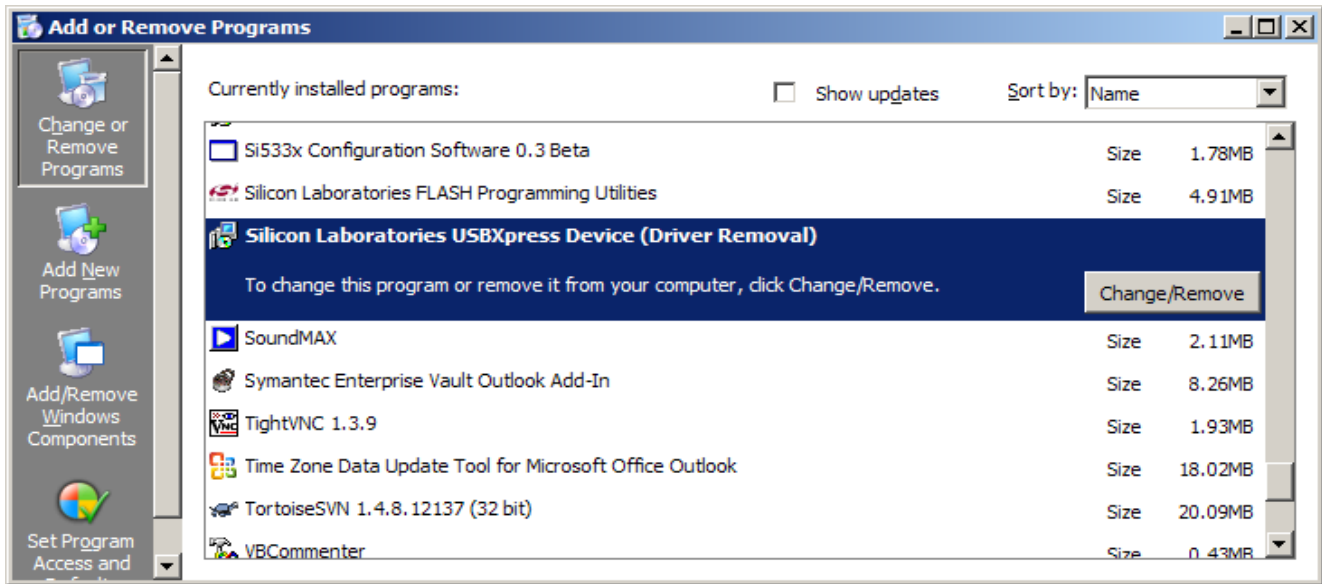 Add or Remove Programs
Change or
Remove
Programs
Add New
Programs
Add/Remove
Windows
Components
Set Program
Access and
Currently installed programs:
Show updates
Sort by: Name
Si533x Configuration Software 0.3 Beta Size 1.78MB
Silicon Laboratories FLASH Programming Utilities Size 4.91MB
Silicon Laboratories USBXpress Device (Driver Removal)
To change this program or remove it from your computer, click Change/Remove.
Change/Remove
SoundMAX Size 2.11MB
Symantec Enterprise Vault Outlook Add-In Size 8.26MB
TightVNC 1.3.9 Size 1.93MB
Time Zone Data Update Tool for Microsoft Office Outlook Size 18.02MB
TortoiseSVN 1.4.8.12137 (32 bit) Size 20.09MB
VBCommenter Size 0.43MB